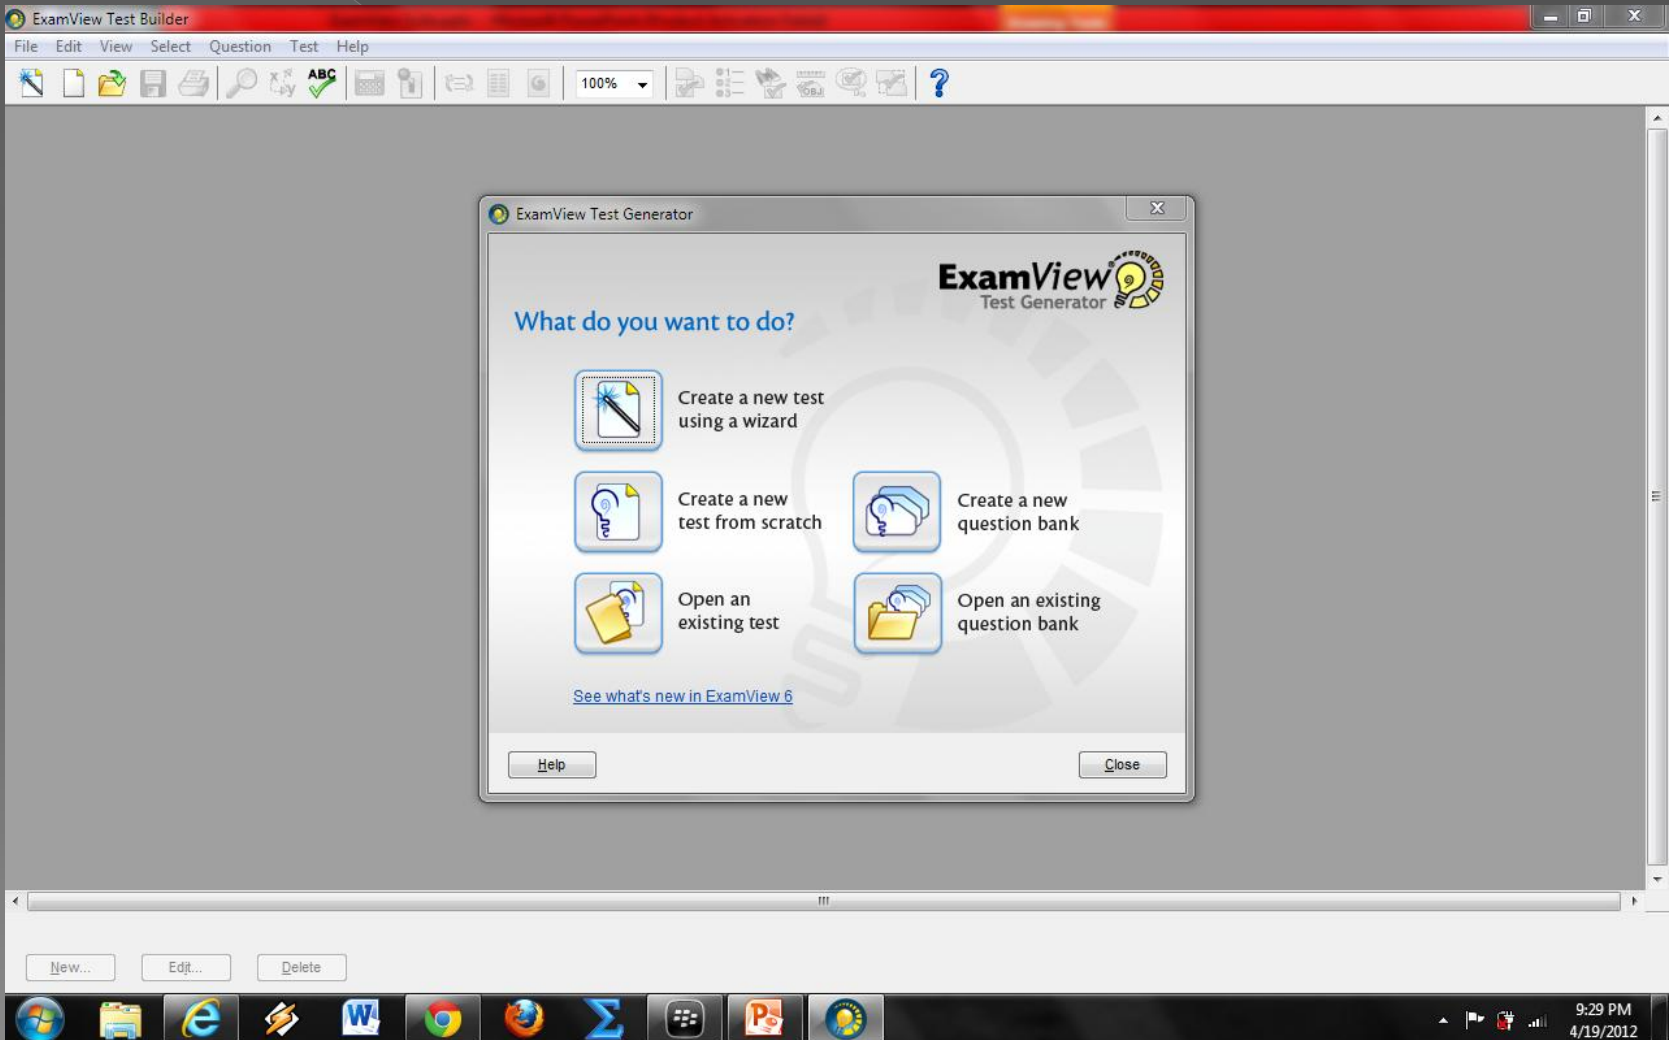 ExamView Test Builder
File Edit View Select Question Test Help
ABC
100%
OBJ
ExamView Test Generator
ExamView
Test Generator
What do you want to do?
Create a new test
using a wizard
Create a new
test from scratch
Create a new
question bank
Open an
existing test
Open an existing
question bank
See what's new in ExamView 6
Help Close
New... Edit... Delete
9:29 PM
4/19/2012